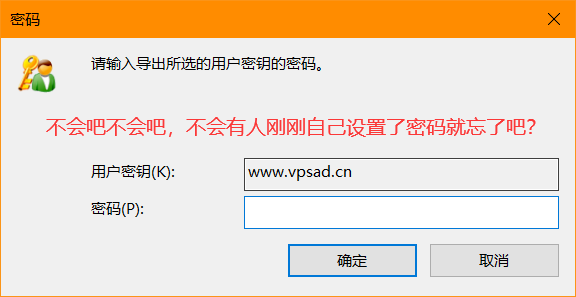 密码
请输入导出所选的用户密钥的密码。
不会吧不会吧，不会有人刚刚自己设置了密码就忘了吧？
用户密钥(K):
www.vpsad.cn
密码(P):
确定
取消